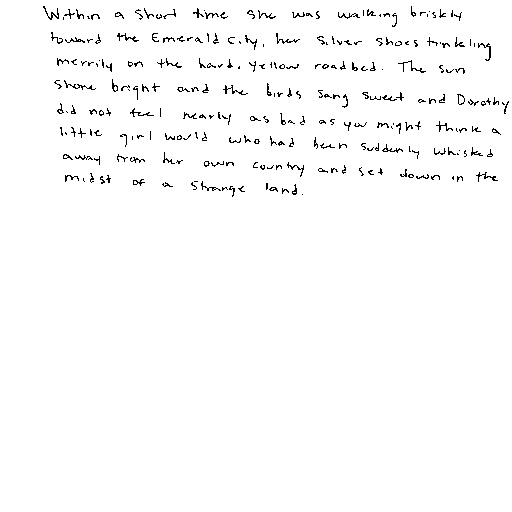 Within a short time she was walking briskly
toward the Emerald City, her Silver Shoes tinkling
merrily on the hard, yellow roadbed. The sun
shone bright and the birds sang sweet and Dorothy
did not feel nearly as bad as you might think a
little girl would who had been suddenly whisked
away from her own country and set down in the
midst of a strange land.